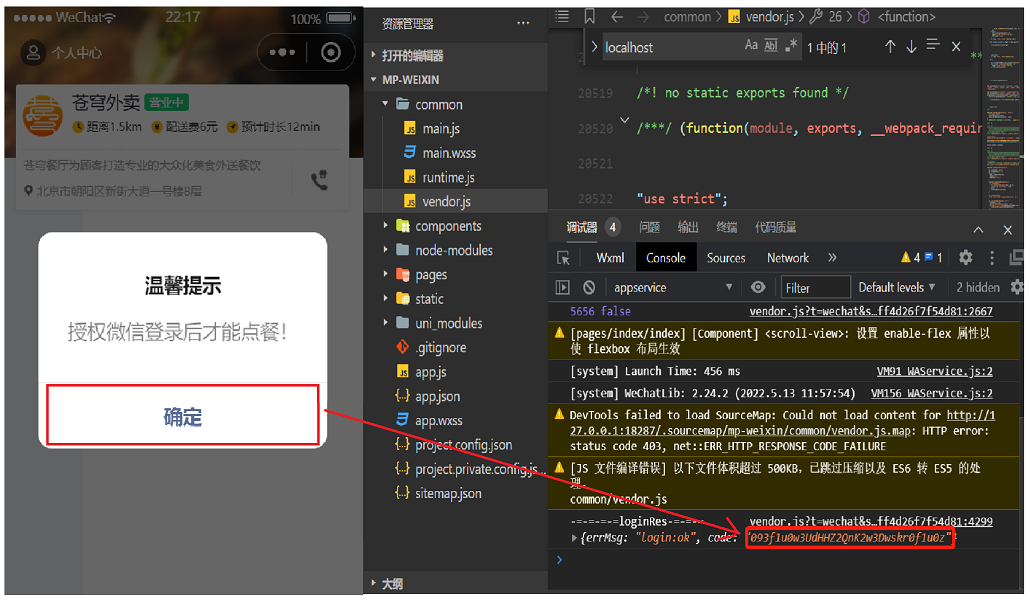 WeChat
22:17
100%
个人中心
苍穹外卖
营业中
距离1.5km
配送费6元
预计时长12min
苍穹餐厅为顾客打造专业的大众化美食外送餐饮
北京市朝阳区新街大道一号楼8层
温馨提示
授权微信登录后才能点餐！
确定
资源管理器
打开的编辑器
MP-WEIXIN
common
main.js
main.wxss
runtime.js
vendor.js
components
node-modules
pages
static
uni_modules
.gitignore
app.js
app.json
app.wxss
project.config.json
project.private.config.js...
sitemap.json
大纲
common > vendor.js > 26 > <function>
localhost
Aa Abl .*
1 中的 1
20519 /*! no static exports found */
20520 /***/ (function(module, exports, __webpack_requir
20521
20522 "use strict";
调试器 4 问题 输出 终端 代码质量
Wxml Console Sources Network » 4 1
appservice Filter Default levels 2 hidden
5656 false vendor.js?t=wechat&s…ff4d26f7f54d81:2667
[pages/index/index] [Component] <scroll-view>: 设置 enable-flex 属性以
使 flexbox 布局生效
[system] Launch Time: 456 ms VM91 WAService.js:2
[system] WeChatLib: 2.24.2 (2022.5.13 11:57:54) VM156 WAService.js:2
DevTools failed to load SourceMap: Could not load content for http://1
27.0.0.1:18287/.sourcemap/mp-weixin/common/vendor.js.map: HTTP error:
status code 403, net::ERR_HTTP_RESPONSE_CODE_FAILURE
[JS 文件编译错误] 以下文件体积超过 500KB，已跳过压缩以及 ES6 转 ES5 的处
理。
common/vendor.js
-=-=-=-=loginRes-=-=-=- vendor.js?t=wechat&s…ff4d26f7f54d81:4299
{errMsg: "login:ok", code: "093f1u0w3UdHHZ2QnK2w3Dwskr0f1u0z"}